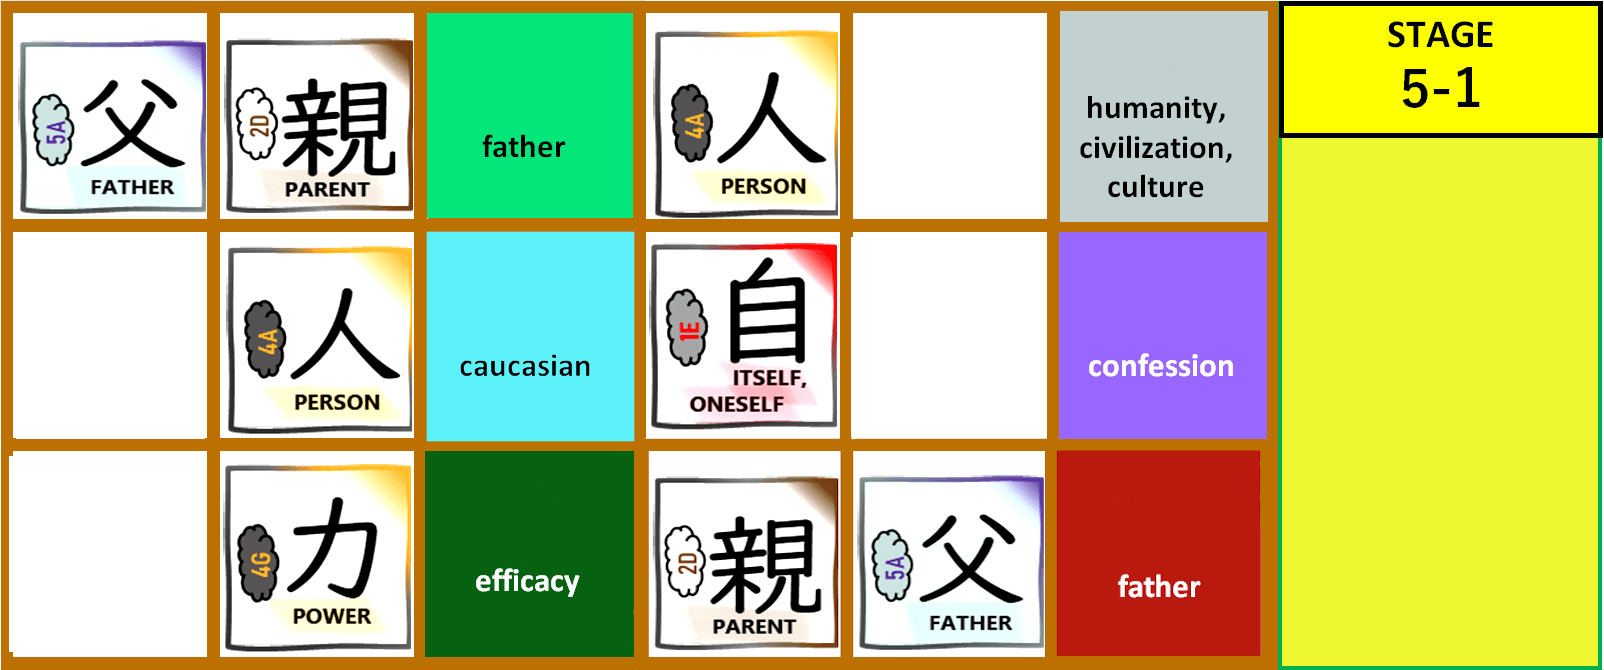 5A
父
FATHER
2D
親
PARENT
father
4A
人
PERSON
humanity,
civilization,
culture
STAGE
5-1
4A
人
PERSON
caucasian
1E
自
ITSELF,
ONESELF
confession
4G
力
POWER
efficacy
2D
親
PARENT
5A
父
FATHER
father